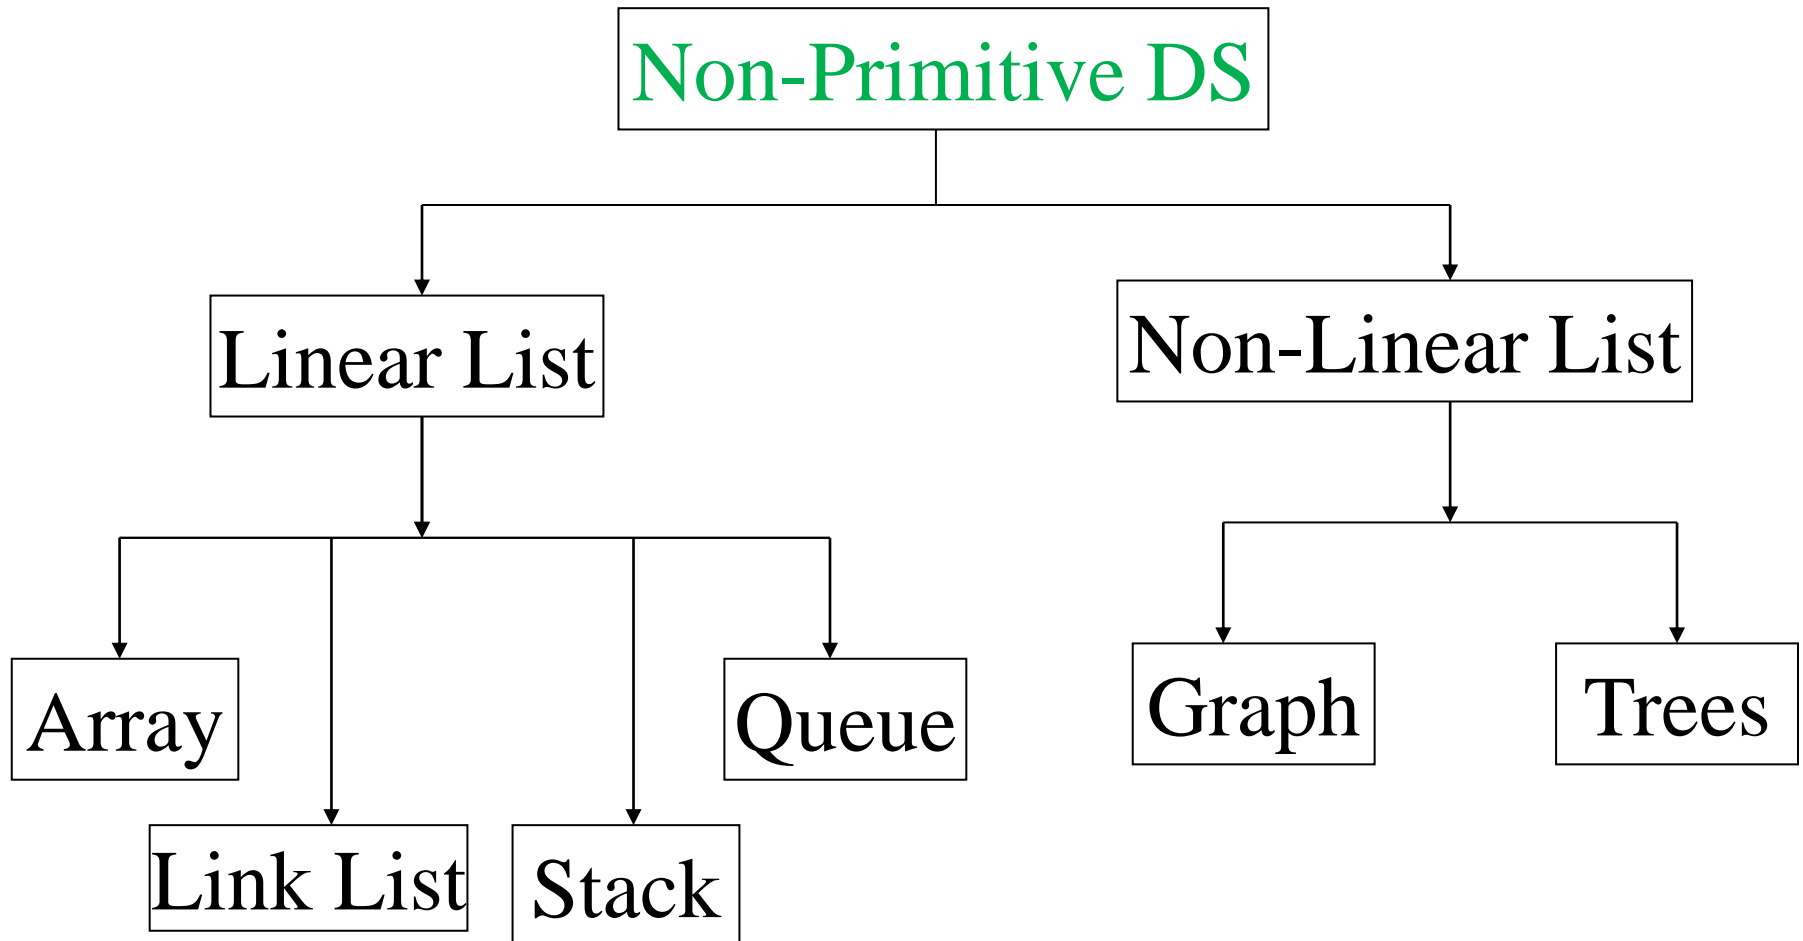 Non-Primitive DS
Linear List
Non-Linear List
Array
Queue
Graph
Trees
Link List
Stack